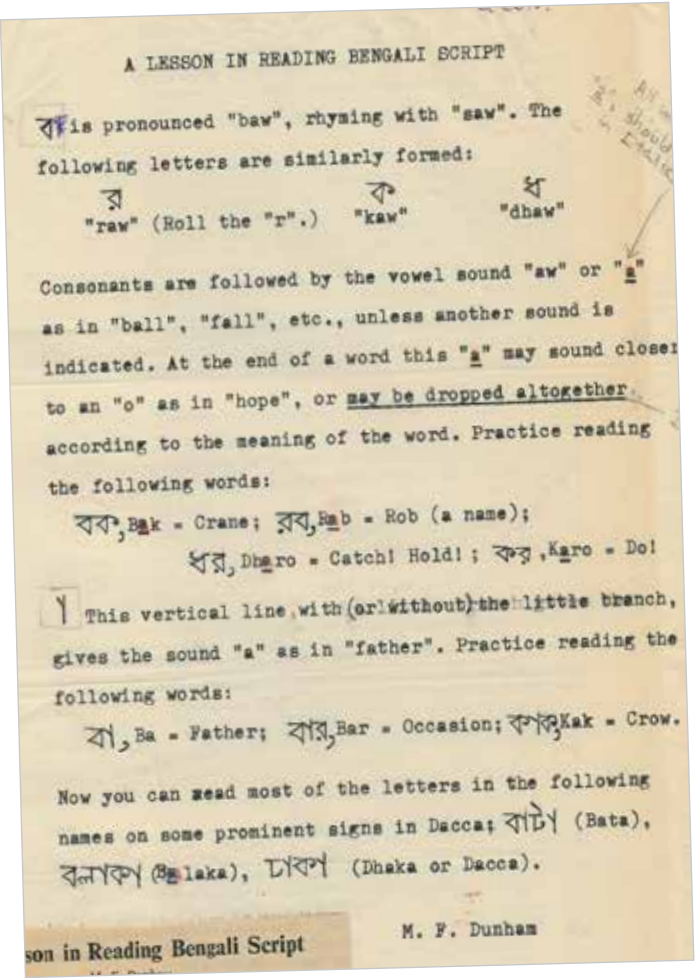 A LESSON IN READING BENGALI SCRIPT
ব is pronounced "baw", rhyming with "saw". The
following letters are similarly formed:
র ক ধ
"raw" (Roll the "r".) "kaw" "dhaw"
All
should
Consonants are followed by the vowel sound "aw" or "a"
as in "ball", "fall", etc., unless another sound is
indicated. At the end of a word this "a" may sound closer
to an "o" as in "hope", or may be dropped altogether
according to the meaning of the word. Practice reading
the following words:
বক, Bak = Crane; রব, Rab = Rob (a name);
ধর, Dharo = Catch! Hold!; কর, Karo = Do!
া This vertical line, with (or without) the little branch,
gives the sound "a" as in "father". Practice reading the
following words:
বা, Ba = Father; বার, Bar = Occasion; কাক, Kak = Crow.
Now you can read most of the letters in the following
names on some prominent signs in Dacca; বাটা (Bata),
বলাকা (Balaka), ঢাকা (Dhaka or Dacca).
M. F. Dunham
son in Reading Bengali Script